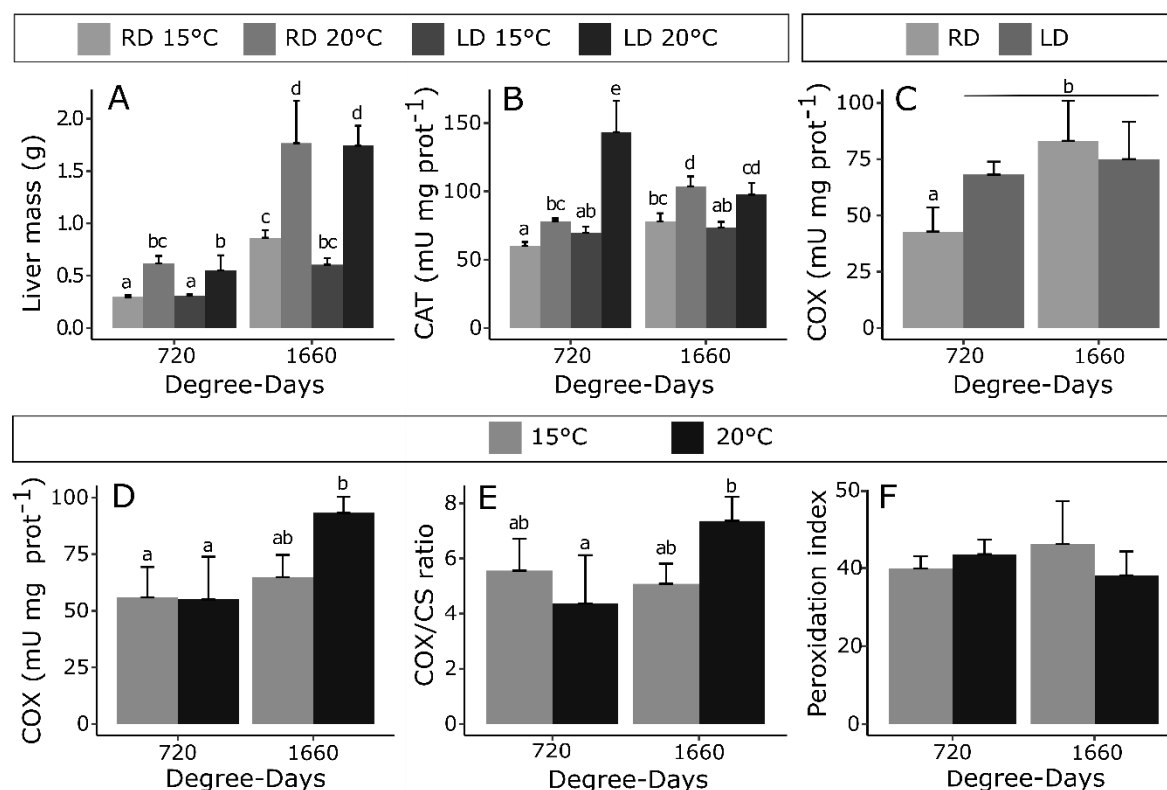 RD 15°C RD 20°C LD 15°C LD 20°C
RD LD
A
Liver mass (g)
2.0
1.5
1.0
0.5
0.0
a bc a b c d bc d
720 1660
Degree-Days
B
CAT (mU mg prot⁻¹)
150
100
50
0
a bc ab e bc d ab cd
720 1660
Degree-Days
C
COX (mU mg prot⁻¹)
100
75
50
25
0
a b
720 1660
Degree-Days
15°C 20°C
D
COX (mU mg prot⁻¹)
100
75
50
25
0
a a ab b
720 1660
Degree-Days
E
COX/CS ratio
8
6
4
2
0
ab a ab b
720 1660
Degree-Days
F
Peroxidation index
50
40
20
0
720 1660
Degree-Days